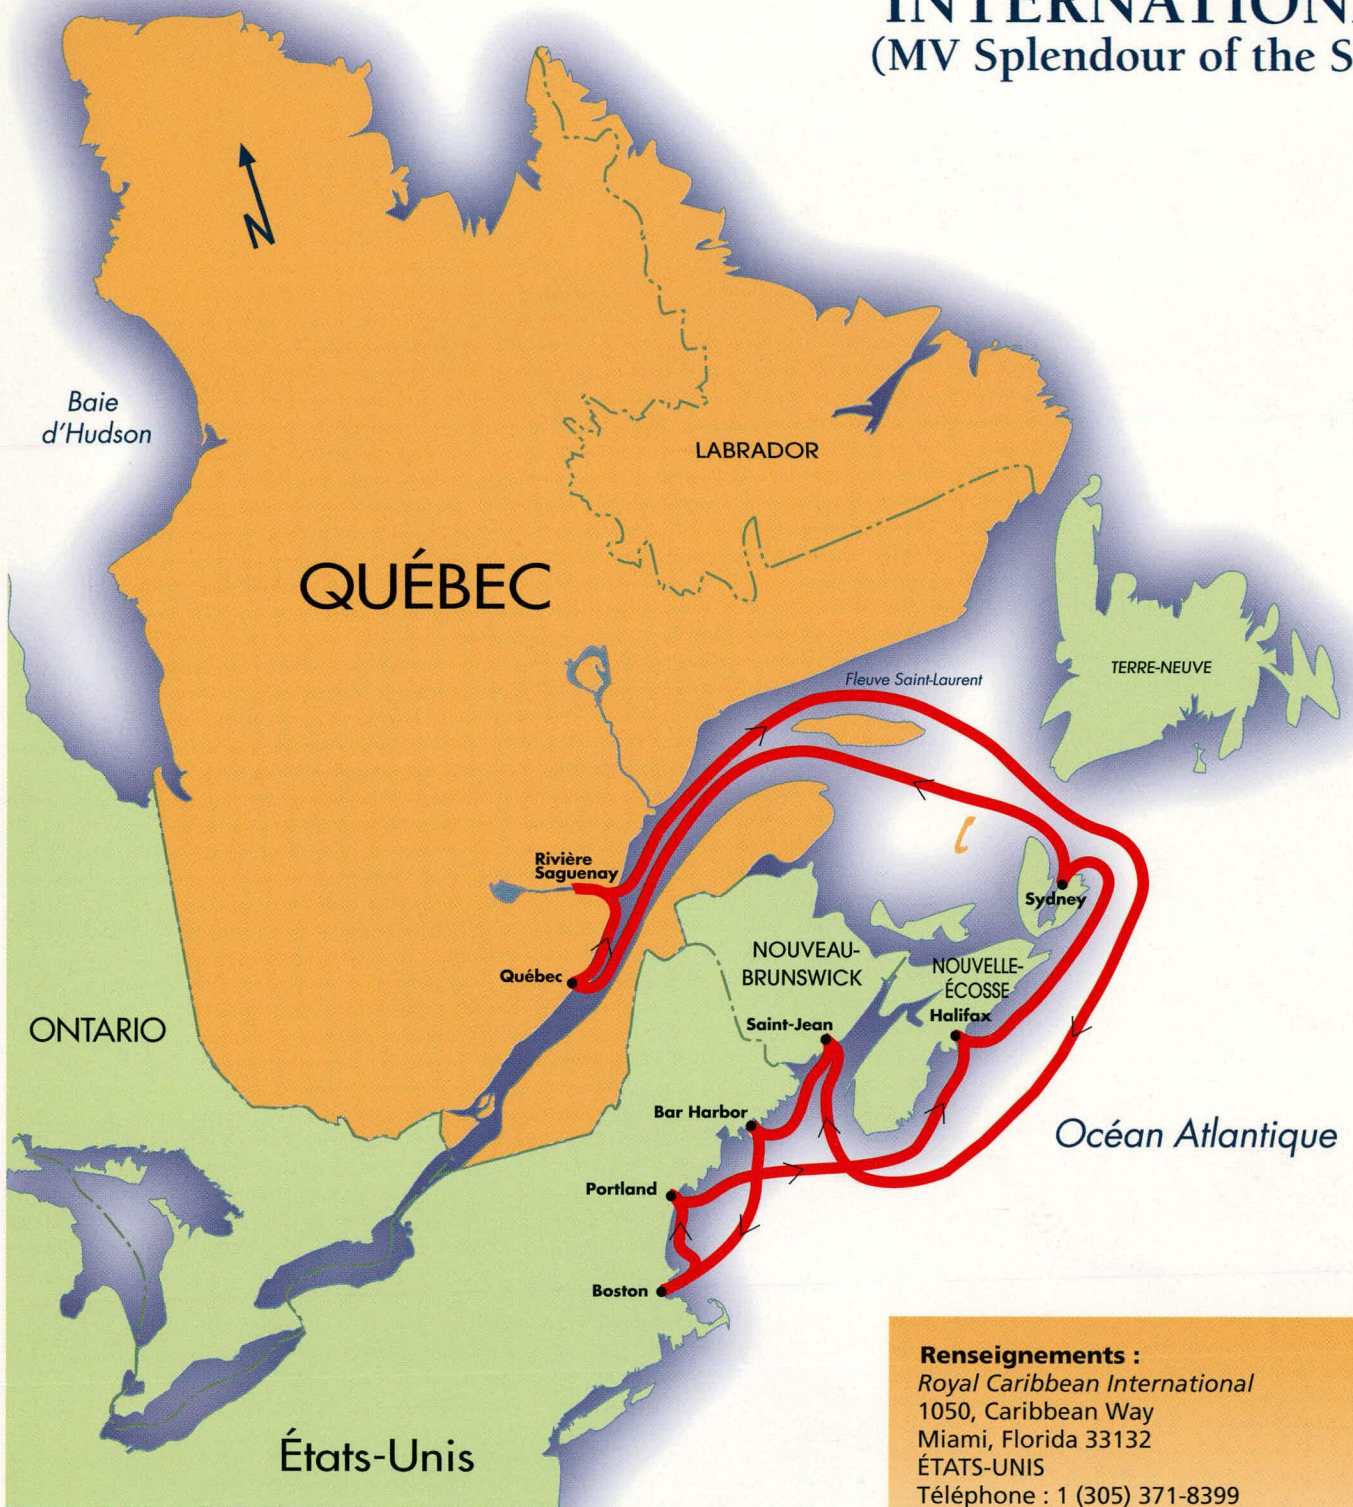 INTERNATION
(MV Splendour of the S
N
Baie
d'Hudson
LABRADOR
QUÉBEC
TERRE-NEUVE
Fleuve Saint-Laurent
Rivière
Saguenay
Sydney
Québec
NOUVEAU-
BRUNSWICK
NOUVELLE-
ÉCOSSE
Halifax
Saint-Jean
ONTARIO
Bar Harbor
Océan Atlantique
Portland
Boston
États-Unis
Renseignements :
Royal Caribbean International
1050, Caribbean Way
Miami, Florida 33132
ÉTATS-UNIS
Téléphone : 1 (305) 371-8399